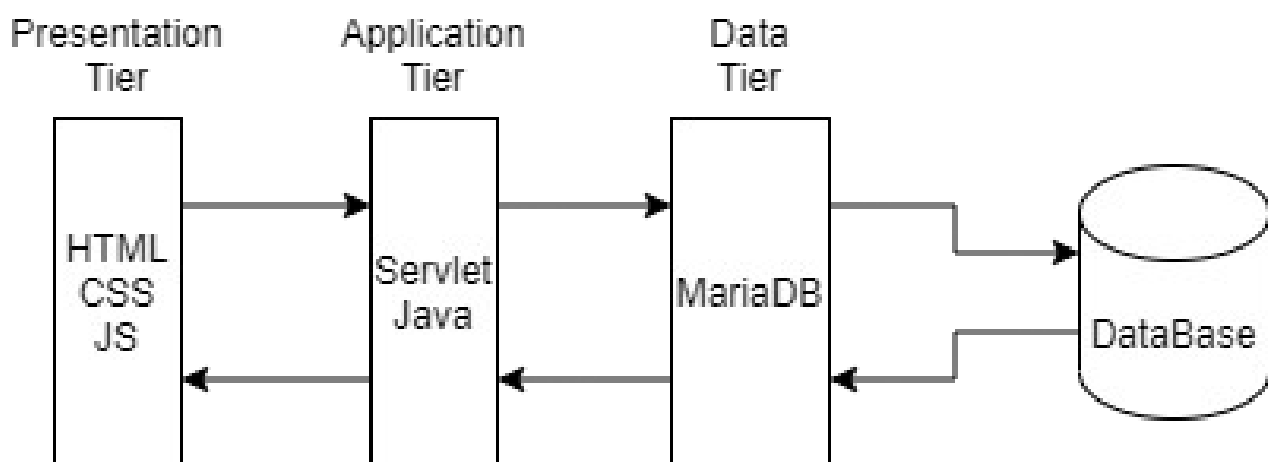 Presentation
Tier
Application
Tier
Data
Tier
HTML
CSS
JS
Servlet
Java
MariaDB
DataBase